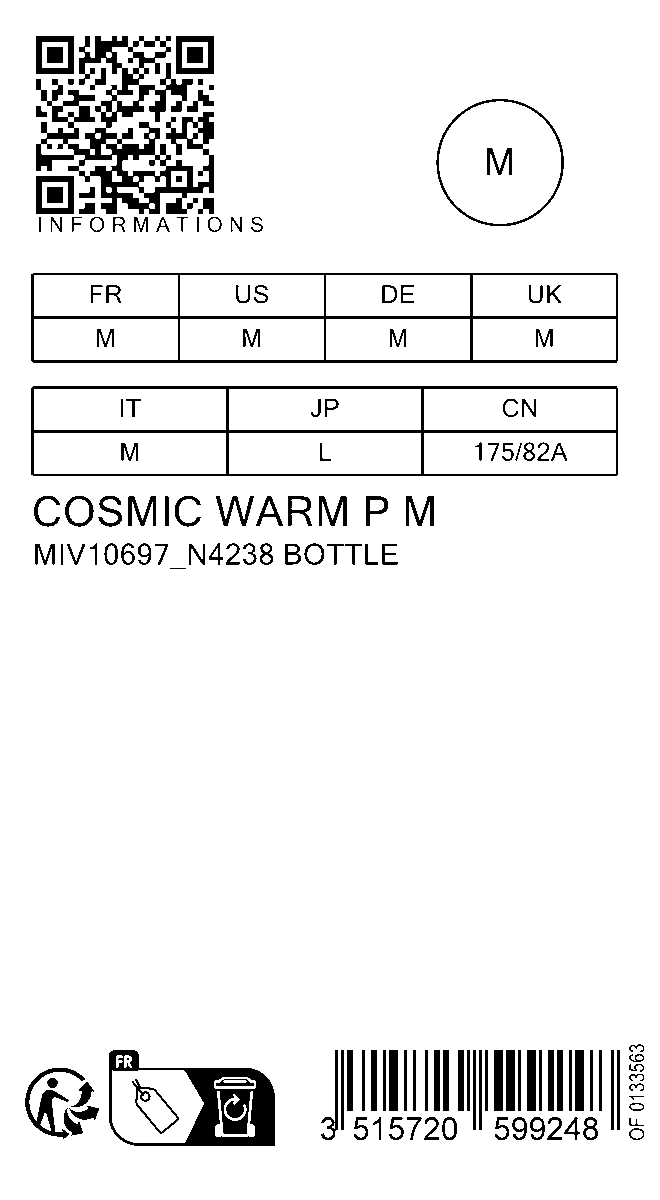 INFORMATIONS
M
FR US DE UK
M M M M
IT JP CN
M L 175/82A
COSMIC WARM P M
MIV10697_N4238 BOTTLE
FR
3 515720 599248
OF 0133563